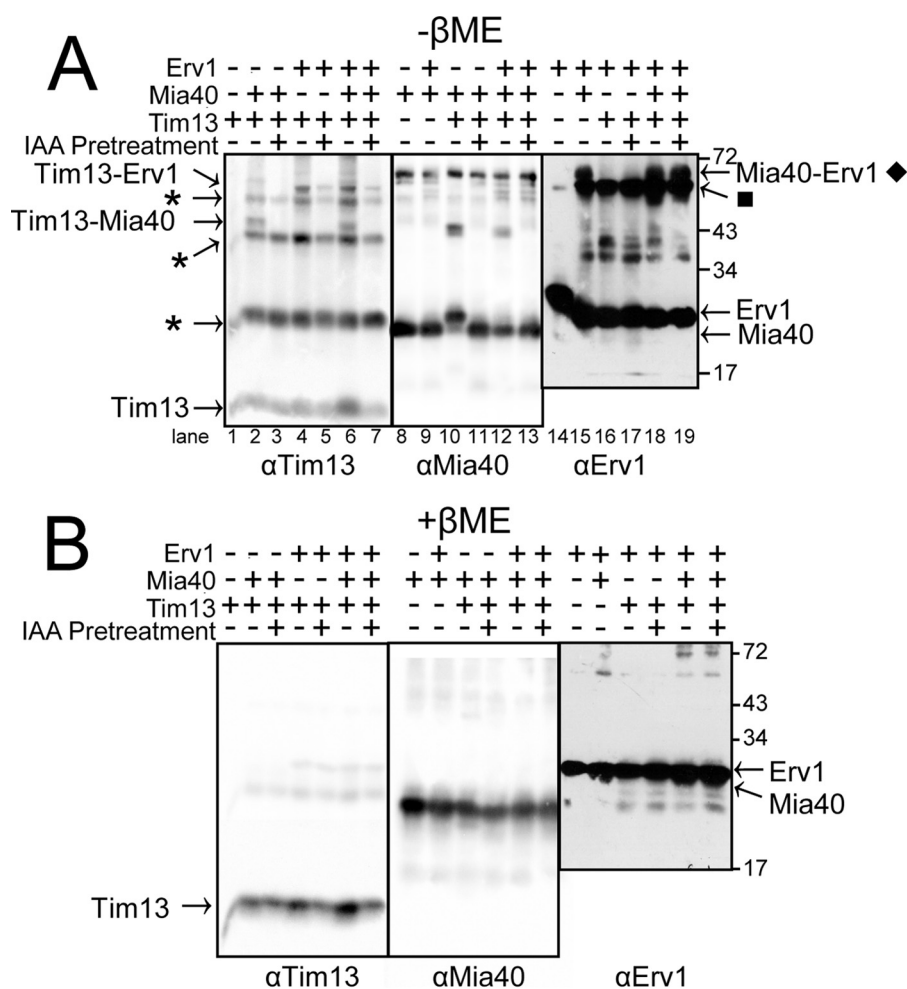 A
-βME
Erv1 - - - + + + + - + - - + + + + + + + +
Mia40 - + + - - + + + + + + + + - + - - + +
Tim13 + + + + + + + - - + + + + - - + + + +
IAA Pretreatment - - + - + - + - - - + - + - - - + - +
Tim13-Erv1
*
Tim13-Mia40
*
*
Tim13
72
Mia40-Erv1 ◆
■
43
34
Erv1
Mia40
17
lane 1 2 3 4 5 6 7 8 9 10 11 12 13 14 15 16 17 18 19
αTim13 αMia40 αErv1
B
+βME
Erv1 - - - + + + + - + - - + + + + + + + +
Mia40 - + + - - + + + + + + + + - + - - + +
Tim13 + + + + + + + - - + + + + - - + + + +
IAA Pretreatment - - + - + - + - - - + - + - - - + - +
72
43
34
Erv1
Mia40
17
Tim13
αTim13 αMia40 αErv1